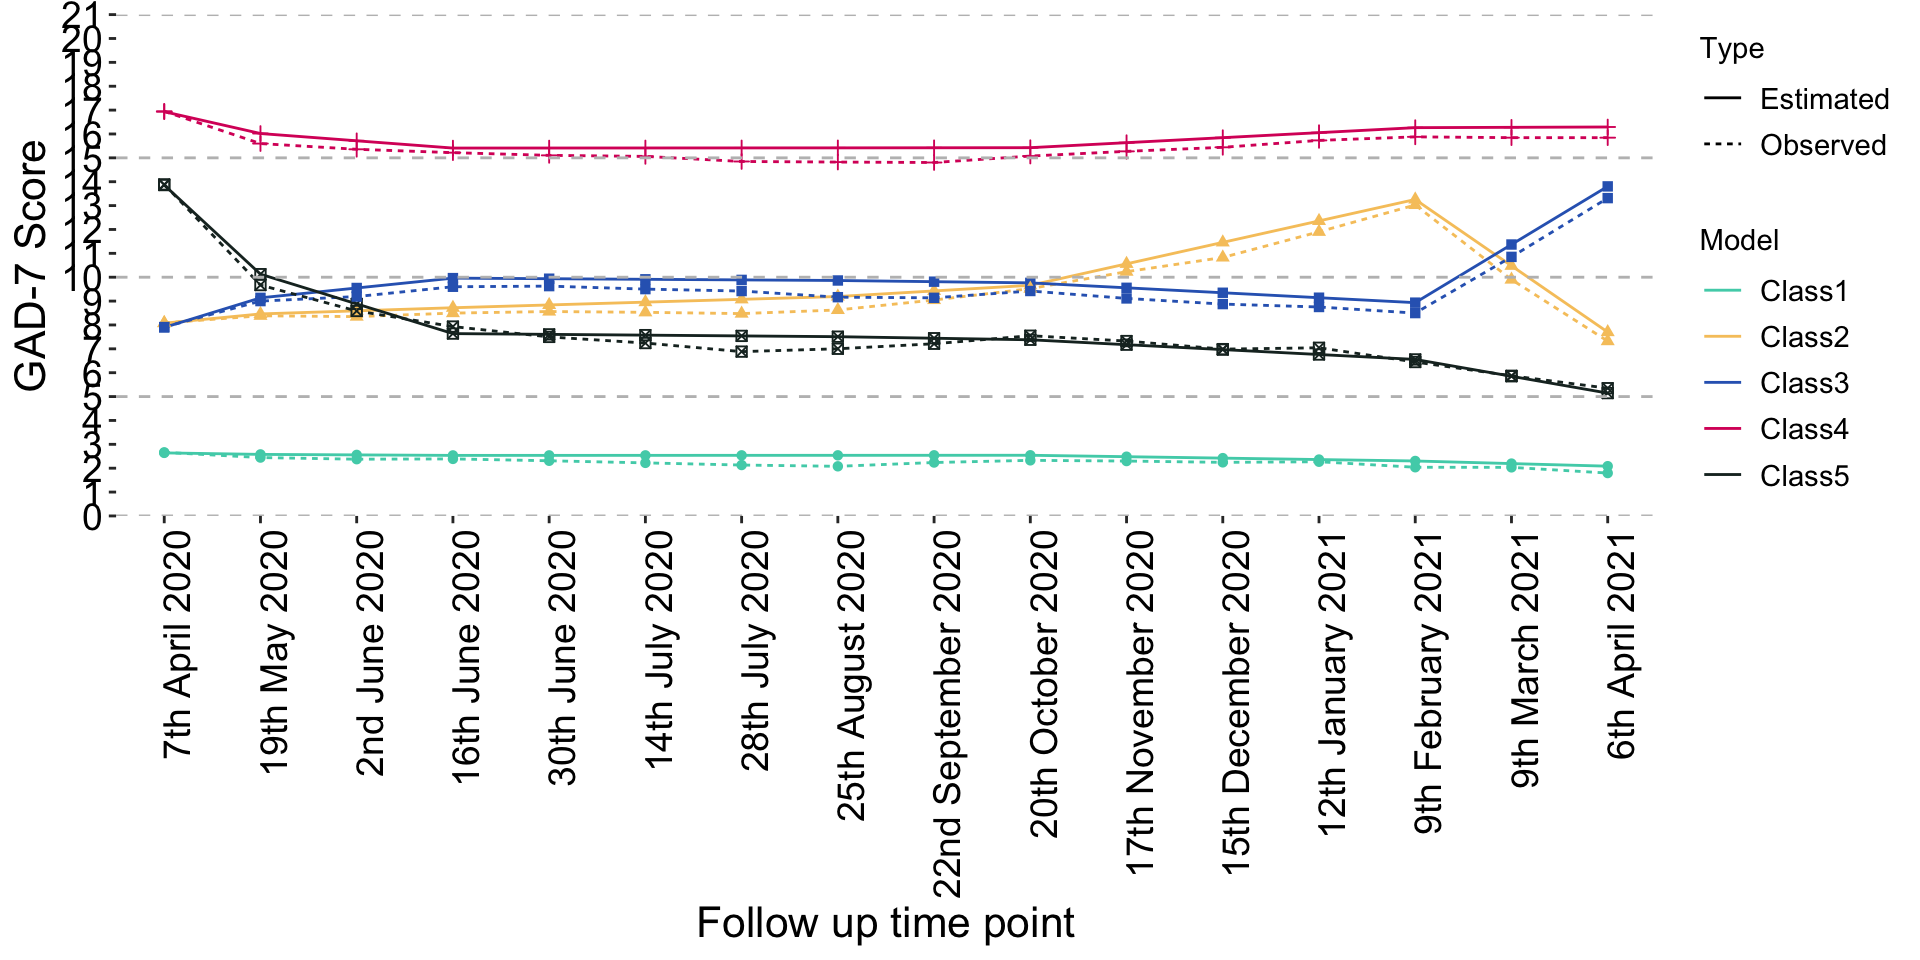 GAD-7 Score
21
20
19
18
17
16
15
14
13
12
11
10
9
8
7
6
5
4
3
2
1
0
7th April 2020
19th May 2020
2nd June 2020
16th June 2020
30th June 2020
14th July 2020
28th July 2020
25th August 2020
22nd September 2020
20th October 2020
17th November 2020
15th December 2020
12th January 2021
9th February 2021
9th March 2021
6th April 2021
Follow up time point
Type
Estimated
Observed
Model
Class1
Class2
Class3
Class4
Class5